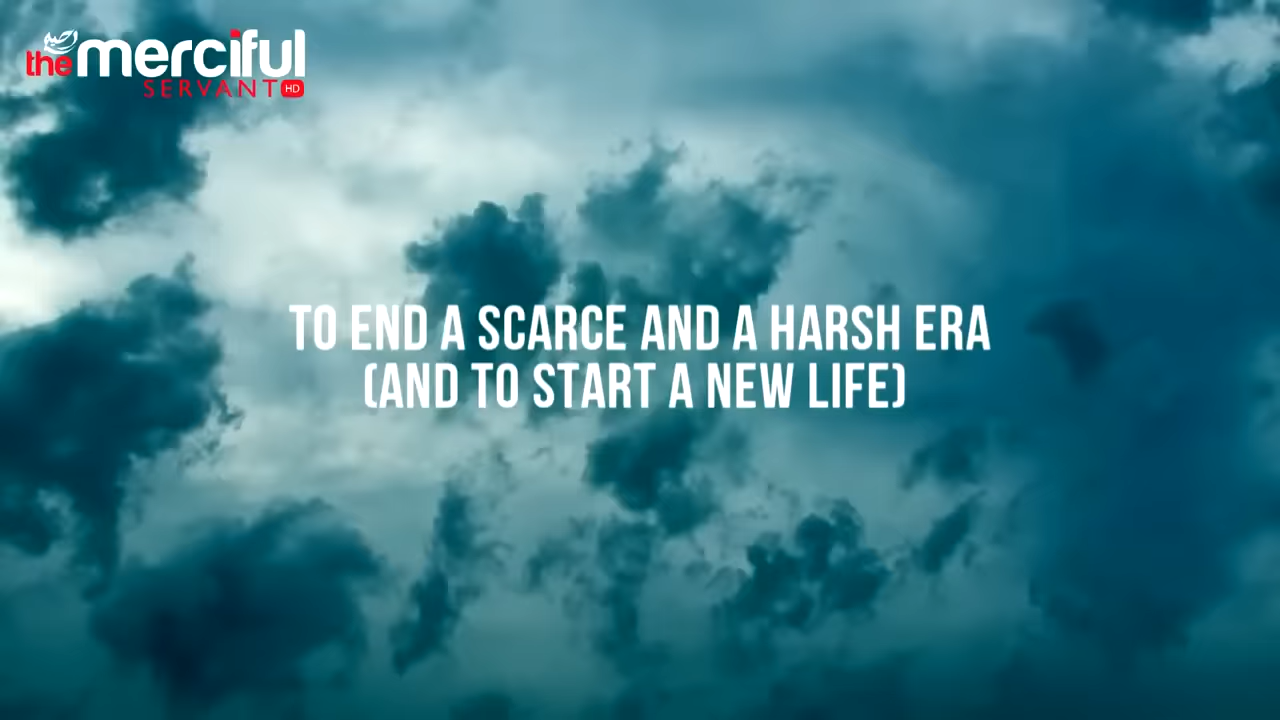 the merciful
SERVANT HD
TO END A SCARCE AND A HARSH ERA
(AND TO START A NEW LIFE)